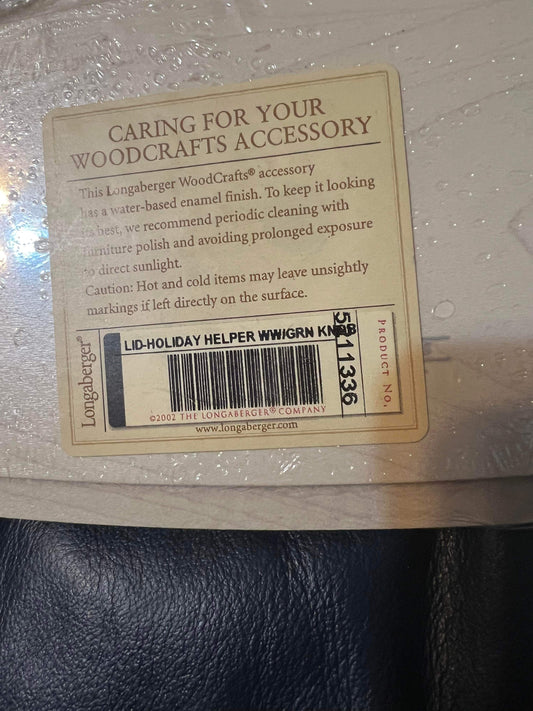 CARING FOR YOUR
WOODCRAFTS ACCESSORY
This Longaberger WoodCrafts® accessory
has a water-based enamel finish. To keep it looking
its best, we recommend periodic cleaning with
furniture polish and avoiding prolonged exposure
to direct sunlight.
Caution: Hot and cold items may leave unsightly
markings if left directly on the surface.
Longaberger®
LID-HOLIDAY HELPER WW/GRN KNOB
5111336
PRODUCT NO.
©2002 THE LONGABERGER® COMPANY
www.longaberger.com